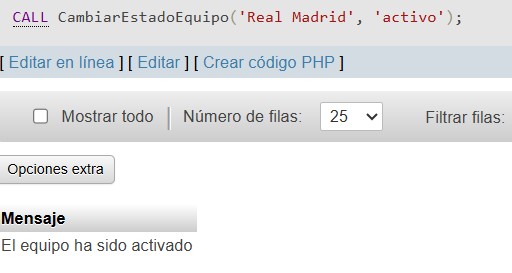 CALL CambiarEstadoEquipo('Real Madrid', 'activo');
[ Editar en línea ] [ Editar ] [ Crear código PHP ]
Mostrar todo Número de filas: 25 Filtrar filas:
Opciones extra
Mensaje
El equipo ha sido activado